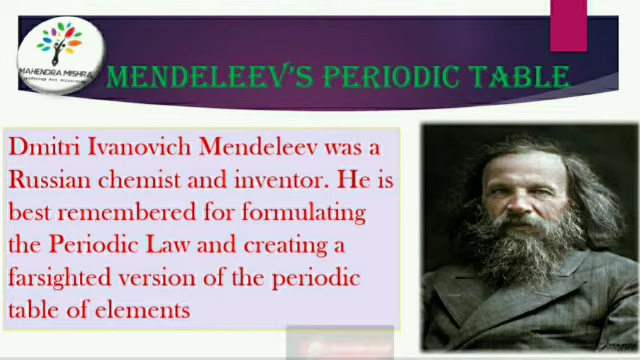 MAHENDRA MISHRA
MENDELEEV'S PERIODIC TABLE
Dmitri Ivanovich Mendeleev was a
Russian chemist and inventor. He is
best remembered for formulating
the Periodic Law and creating a
farsighted version of the periodic
table of elements